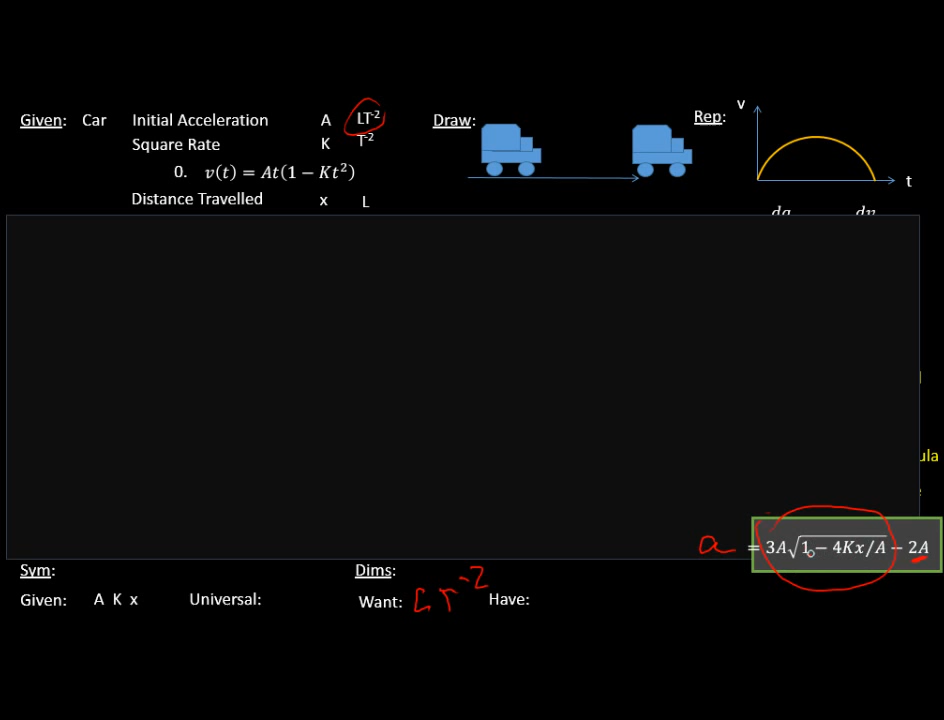 Given: Car Initial Acceleration A LT-2 Draw: Rep: v
Square Rate K T-2
0. v(t) = At(1 − Kt²) t
Distance Travelled x L
ula
a = 3A√1 − 4Kx/A − 2A
Sym: Dims:
Given: A K x Universal: Want: LT-2 Have: